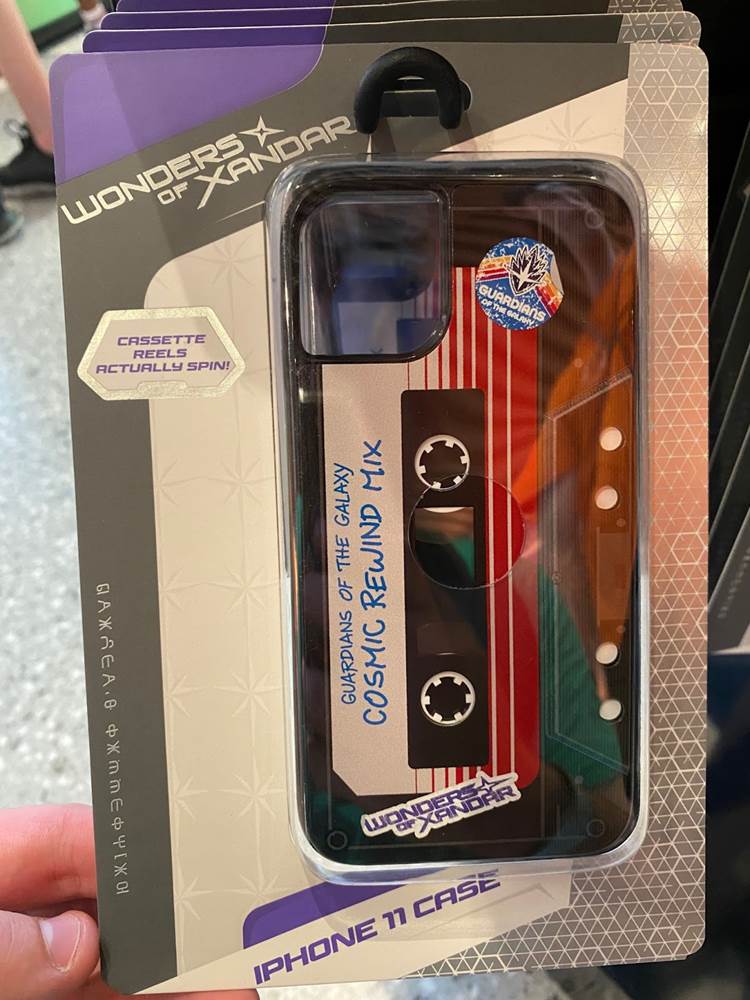 WONDERS
OF XANDAR
CASSETTE
REELS
ACTUALLY SPIN!
GUARDIANS
OF THE GALAXY
GUARDIANS OF THE GALAXY
COSMIC REWIND MIX
WONDERS
OF XANDAR
IPHONE 11 CASE